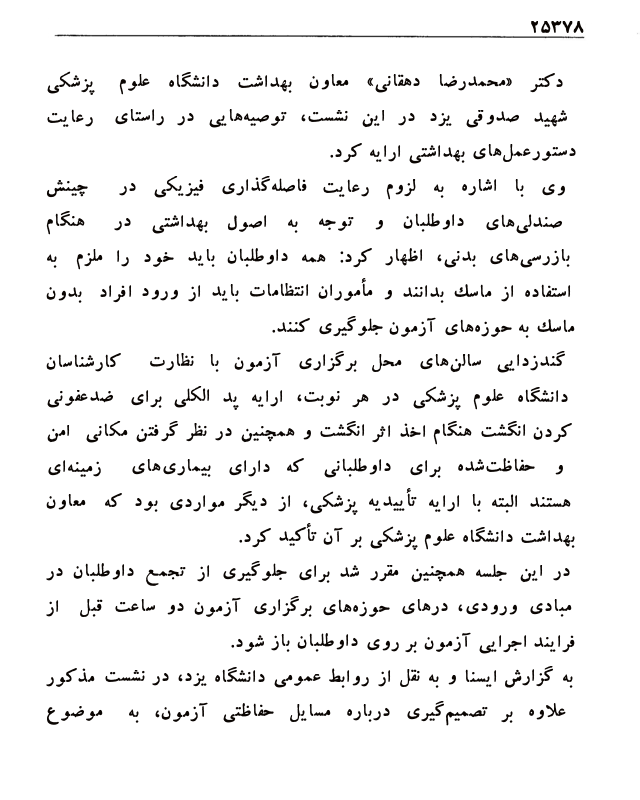 ۲۵۳۷۸
دکتر «محمدرضا دهقانی» معاون بهداشت دانشگاه علوم پزشکی
شهید صدوقی یزد در این نشست، توصیه‌هایی در راستای رعایت
دستورعمل‌های بهداشتی ارایه کرد.
وی با اشاره به لزوم رعایت فاصله‌گذاری فیزیکی در چینش
صندلی‌های داوطلبان و توجه به اصول بهداشتی در هنگام
بازرسی‌های بدنی، اظهار کرد: همه داوطلبان باید خود را ملزم به
استفاده از ماسك بدانند و مأموران انتظامات باید از ورود افراد بدون
ماسك به حوزه‌های آزمون جلوگیری کنند.
گندزدایی سالن‌های محل برگزاری آزمون با نظارت کارشناسان
دانشگاه علوم پزشکی در هر نوبت، ارایه پد الکلی برای ضدعفونی
کردن انگشت هنگام اخذ اثر انگشت و همچنین در نظر گرفتن مکانی امن
و حفاظت‌شده برای داوطلبانی که دارای بیماری‌های زمینه‌ای
هستند البته با ارایه تأییدیه پزشکی، از دیگر مواردی بود که معاون
بهداشت دانشگاه علوم پزشکی بر آن تأکید کرد.
در این جلسه همچنین مقرر شد برای جلوگیری از تجمع داوطلبان در
مبادی ورودی، درهای حوزه‌های برگزاری آزمون دو ساعت قبل از
فرایند اجرایی آزمون بر روی داوطلبان باز شود.
به گزارش ایسنا و به نقل از روابط عمومی دانشگاه یزد، در نشست مذکور
علاوه بر تصمیم‌گیری درباره مسایل حفاظتی آزمون، به موضوع